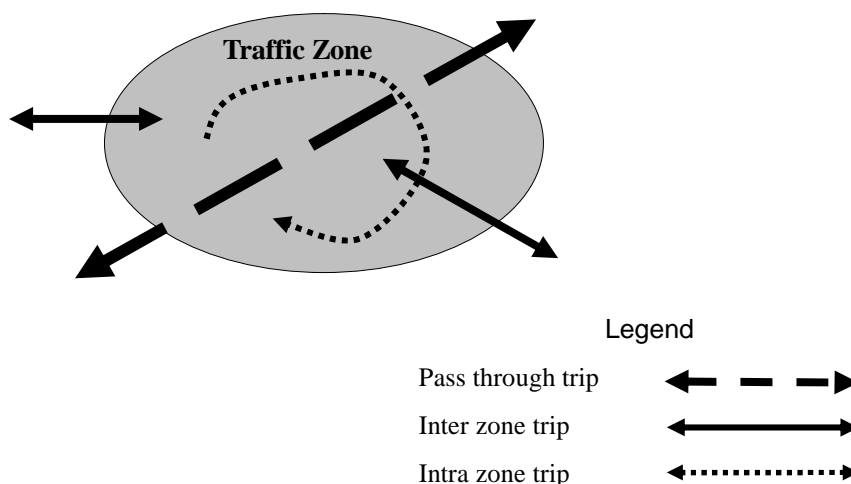 Traffic Zone
Legend
Pass through trip
Inter zone trip
Intra zone trip